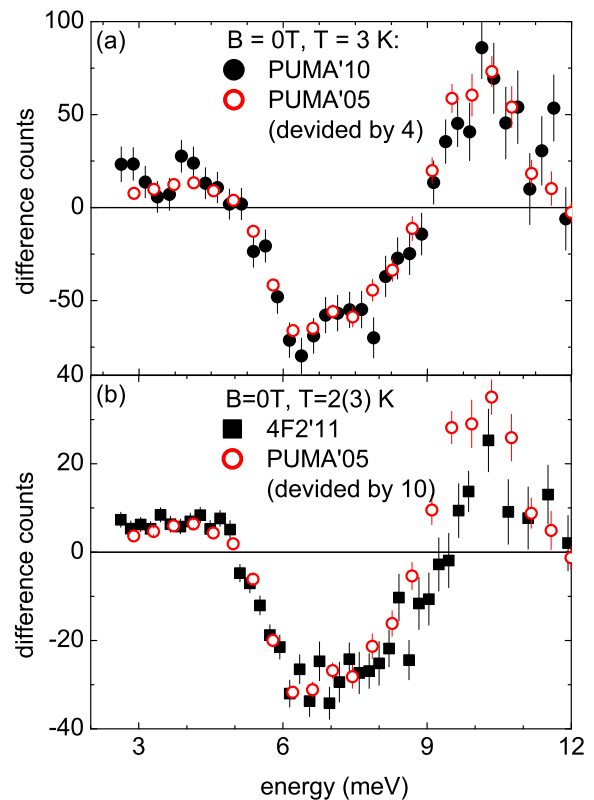 100
(a)
B = 0T, T = 3 K:
PUMA'10
PUMA'05
(devided by 4)
50
0
-50
difference counts
40
(b)
B=0T, T=2(3) K
4F2'11
PUMA'05
(devided by 10)
20
0
-20
-40
difference counts
3
6
9
12
energy (meV)